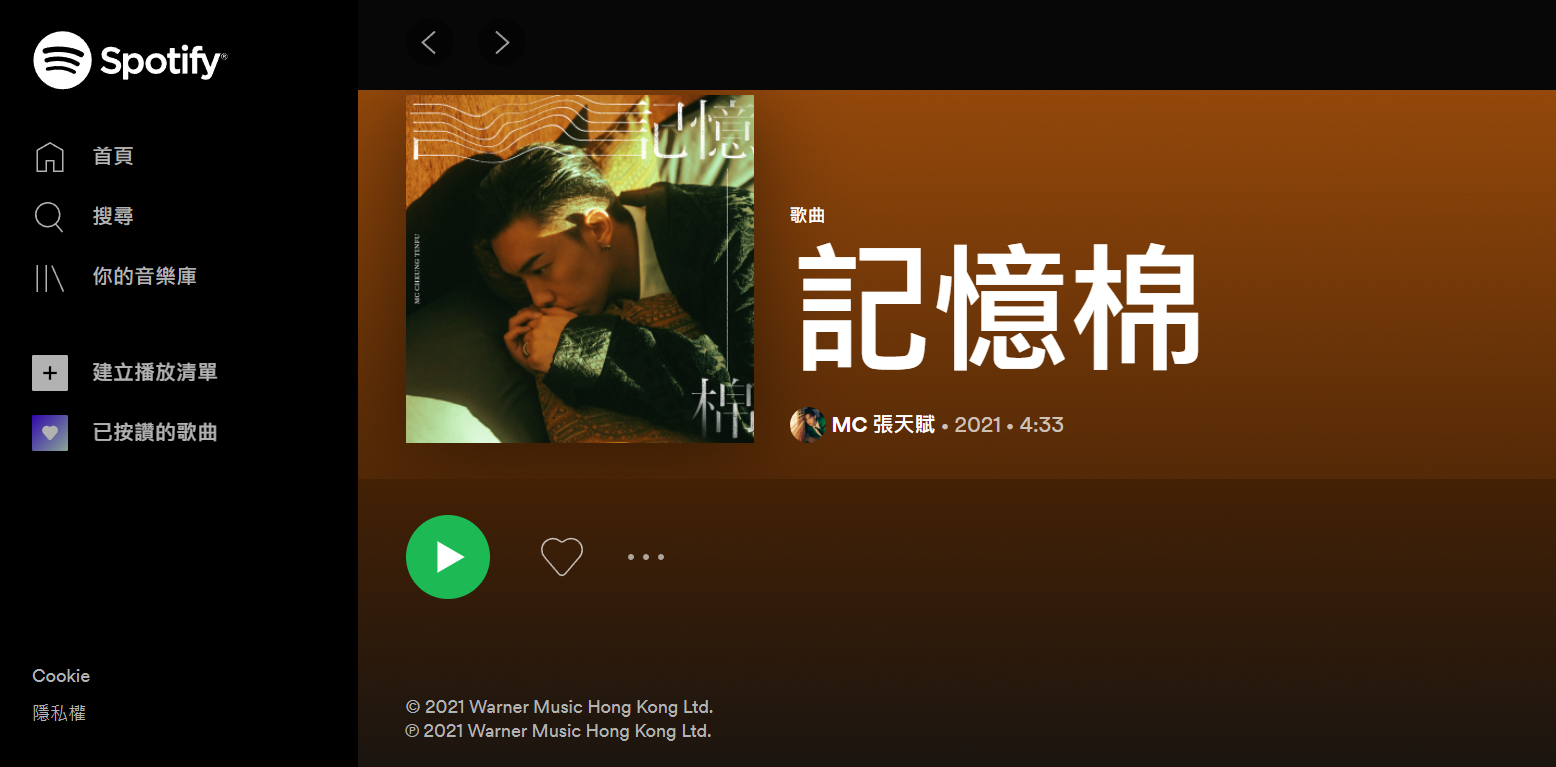 Spotify®
首頁
搜尋
你的音樂庫
建立播放清單
已按讚的歌曲
Cookie
隱私權
記憶
MC CHEUNG TINFU
棉
歌曲
記憶棉
MC 張天賦 • 2021 • 4:33
© 2021 Warner Music Hong Kong Ltd.
℗ 2021 Warner Music Hong Kong Ltd.